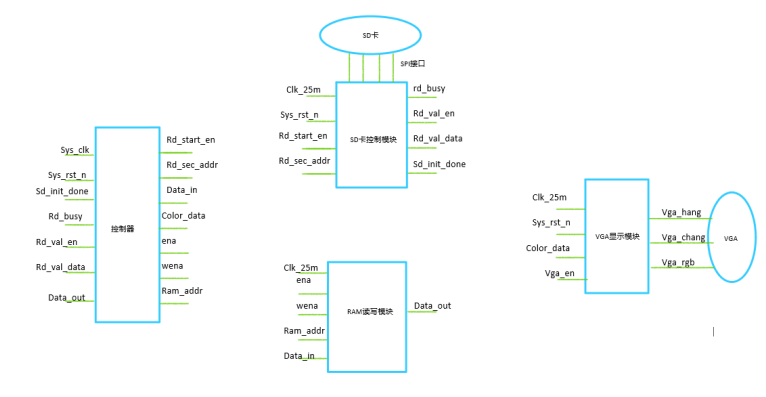 SD卡
SPI接口
Clk_25m
Sys_rst_n
Rd_start_en
Rd_sec_addr
SD卡控制模块
rd_busy
Rd_val_en
Rd_val_data
Sd_init_done
Sys_clk
Sys_rst_n
Sd_init_done
Rd_busy
Rd_val_en
Rd_val_data
Data_out
控制器
Rd_start_en
Rd_sec_addr
Data_in
Color_data
ena
wena
Ram_addr
Clk_25m
ena
wena
Ram_addr
Data_in
RAM读写模块
Data_out
Clk_25m
Sys_rst_n
Color_data
Vga_en
VGA显示模块
Vga_hang
Vga_chang
Vga_rgb
VGA